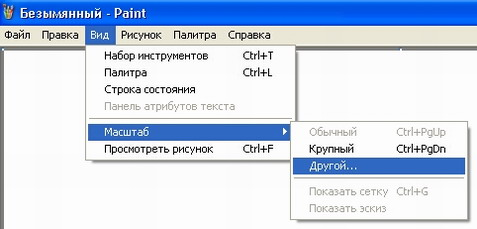 Безымянный - Paint
Файл Правка Вид Рисунок Палитра Справка
Набор инструментов Ctrl+T
Палитра Ctrl+L
Строка состояния
Панель атрибутов текста
Масштаб
Просмотреть рисунок Ctrl+F
Обычный Ctrl+PgUp
Крупный Ctrl+PgDn
Другой...
Показать сетку Ctrl+G
Показать эскиз